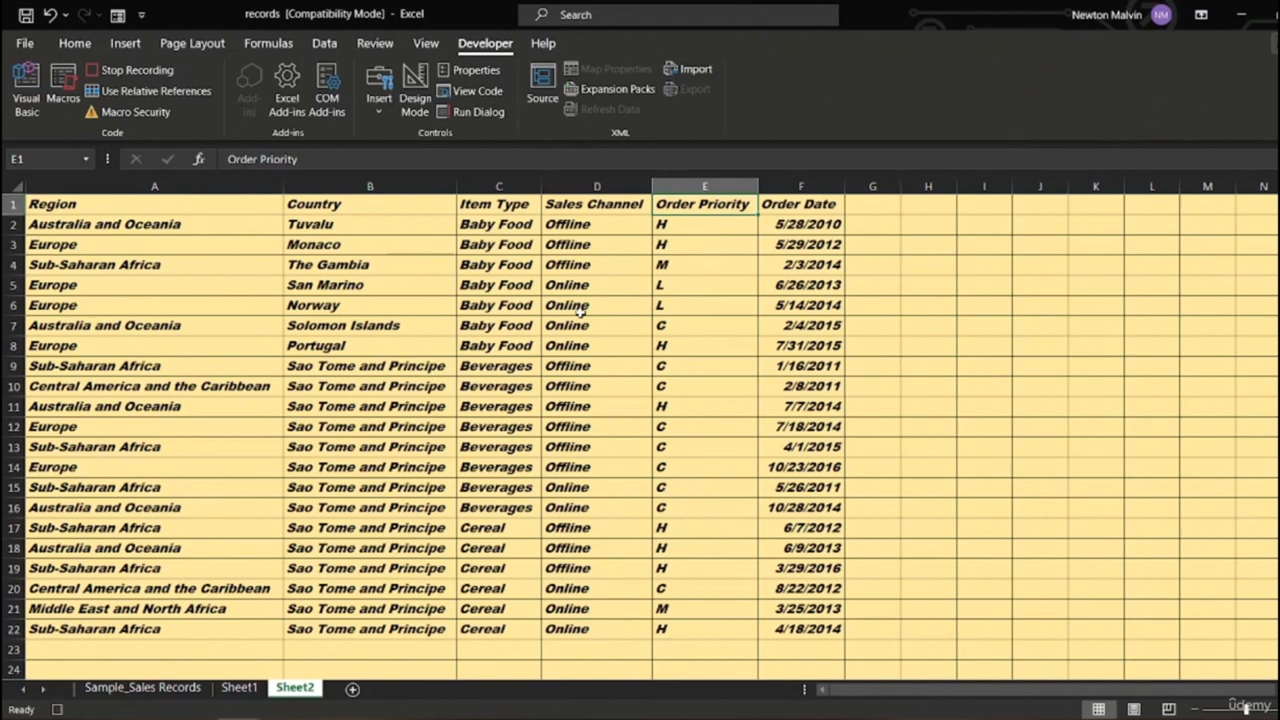 records [Compatibility Mode] - Excel Search Newton Malvin NM
File Home Insert Page Layout Formulas Data Review View Developer Help
Visual Basic Macros Stop Recording Use Relative References Macro Security Code
Add-ins Excel Add-ins COM Add-ins Add-ins
Insert Design Mode Properties View Code Run Dialog Controls
Source Map Properties Expansion Packs Refresh Data Import Export XML
E1 fx Order Priority
A B C D E F G H I J K L M N
1 Region Country Item Type Sales Channel Order Priority Order Date
2 Australia and Oceania Tuvalu Baby Food Offline H 5/28/2010
3 Europe Monaco Baby Food Offline H 5/29/2012
4 Sub-Saharan Africa The Gambia Baby Food Offline M 2/3/2014
5 Europe San Marino Baby Food Online L 6/26/2013
6 Europe Norway Baby Food Online L 5/14/2014
7 Australia and Oceania Solomon Islands Baby Food Online C 2/4/2015
8 Europe Portugal Baby Food Online H 7/31/2015
9 Sub-Saharan Africa Sao Tome and Principe Beverages Offline C 1/16/2011
10 Central America and the Caribbean Sao Tome and Principe Beverages Offline C 2/8/2011
11 Australia and Oceania Sao Tome and Principe Beverages Offline H 7/7/2014
12 Europe Sao Tome and Principe Beverages Offline C 7/18/2014
13 Sub-Saharan Africa Sao Tome and Principe Beverages Offline C 4/1/2015
14 Europe Sao Tome and Principe Beverages Offline C 10/23/2016
15 Sub-Saharan Africa Sao Tome and Principe Beverages Online C 5/26/2011
16 Australia and Oceania Sao Tome and Principe Beverages Online C 10/28/2014
17 Sub-Saharan Africa Sao Tome and Principe Cereal Offline H 6/7/2012
18 Australia and Oceania Sao Tome and Principe Cereal Offline H 6/9/2013
19 Sub-Saharan Africa Sao Tome and Principe Cereal Offline H 3/29/2016
20 Central America and the Caribbean Sao Tome and Principe Cereal Online C 8/22/2012
21 Middle East and North Africa Sao Tome and Principe Cereal Online M 3/25/2013
22 Sub-Saharan Africa Sao Tome and Principe Cereal Online H 4/18/2014
23
24
Sample_Sales Records Sheet1 Sheet2
Ready
udemy